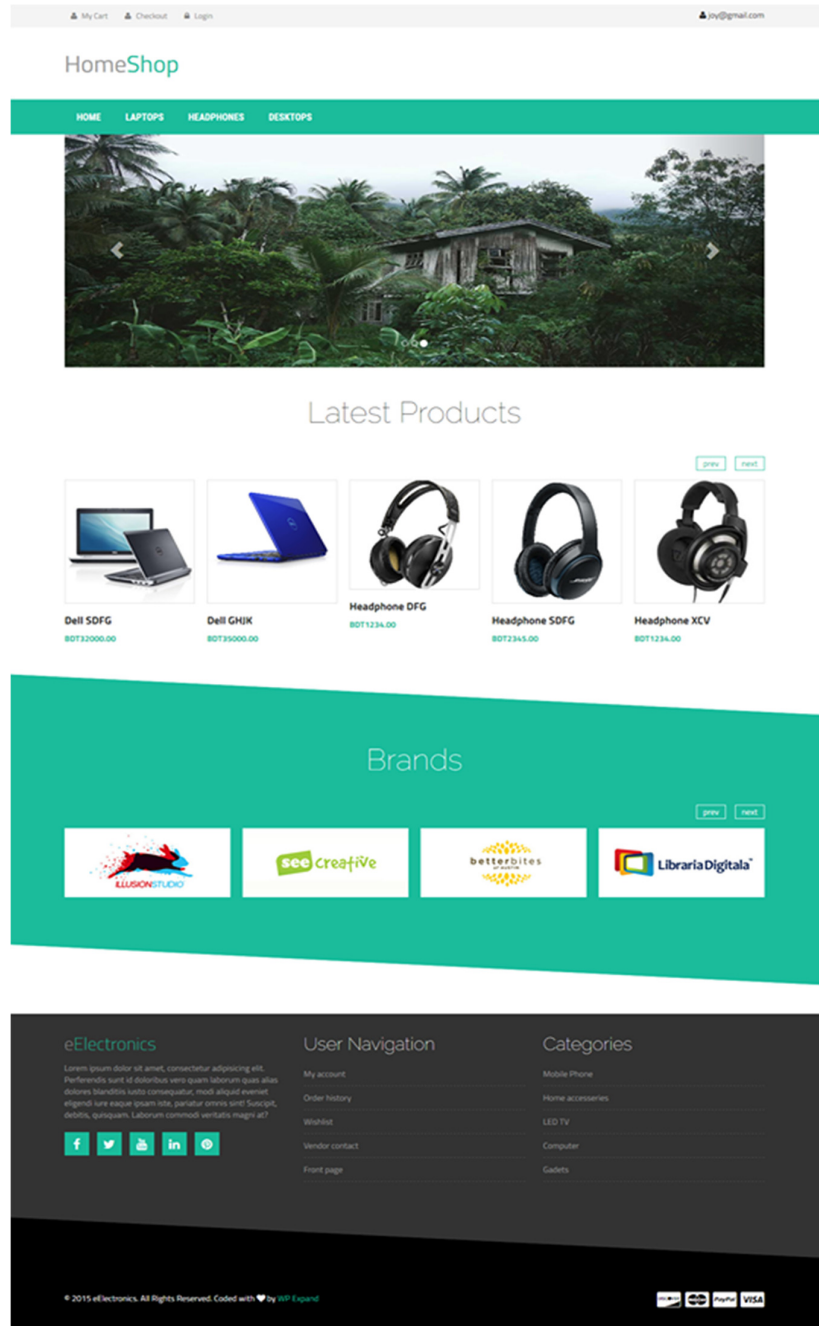 My Cart Checkout Login joy@gmail.com
HomeShop
HOME LAPTOPS HEADPHONES DESKTOPS
Latest Products
prev next
Dell SDFG
BDT32000.00
Dell GHJK
BDT35000.00
Headphone DFG
BDT1234.00
Headphone SDFG
BDT2345.00
Headphone XCV
BDT1234.00
Brands
prev next
ILLUSIONSTUDIO
see creative
betterbites
OF AUSTIN
Libraria Digitala
eElectronics
Lorem ipsum dolor sit amet, consectetur adipisicing elit.
Perferendis sunt id doloribus vero quam laborum quas alias
dolores blanditiis iusto consequatur, modi aliquid eveniet
eligendi iure eaque ipsam iste, pariatur omnis sint! Suscipit,
debitis, quisquam. Laborum commodi veritatis magni at?
User Navigation
My account
Order history
Wishlist
Vendor contact
Front page
Categories
Mobile Phone
Home accesseries
LED TV
Computer
Gadets
© 2015 eElectronics. All Rights Reserved. Coded with by WP Expand
PayPal VISA